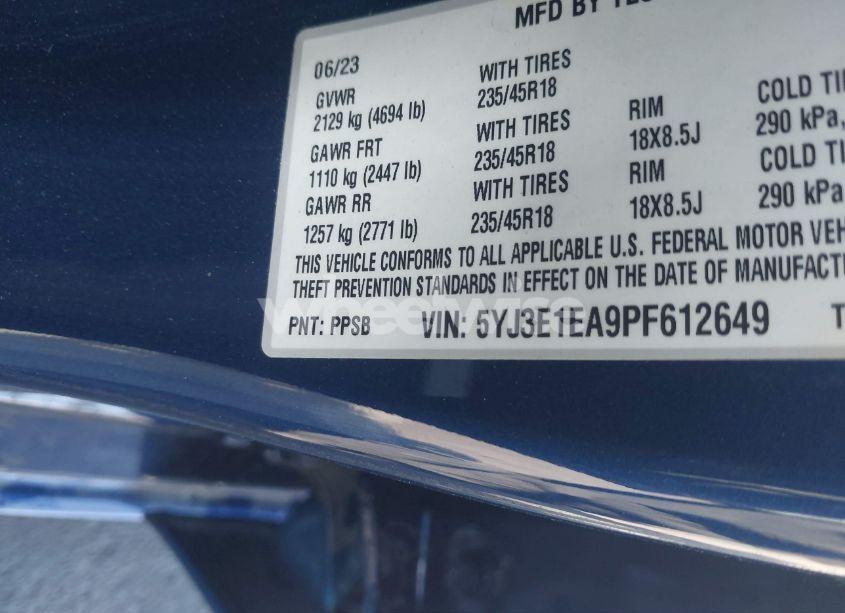 MFD BY
06/23
GVWR
2129 kg (4694 lb)
WITH TIRES
235/45R18
GAWR FRT
1110 kg (2447 lb)
WITH TIRES
235/45R18
RIM
18X8.5J
COLD
290 kPa,
GAWR RR
1257 kg (2771 lb)
WITH TIRES
235/45R18
RIM
18X8.5J
COLD
290 kPa
THIS VEHICLE CONFORMS TO ALL APPLICABLE U.S. FEDERAL MOTOR
THEFT PREVENTION STANDARDS IN EFFECT ON THE DATE OF
PNT: PPSB
VIN: 5YJ3E1EA9PF612649
wheelwise